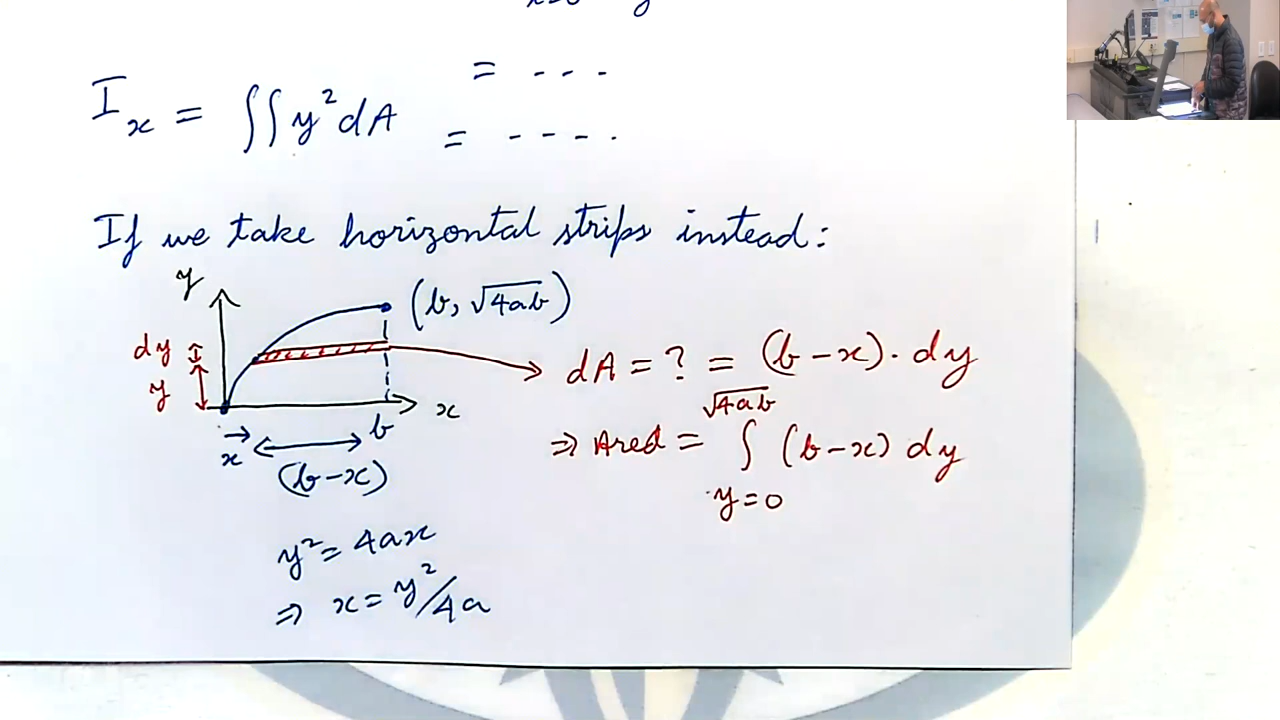 = - - -
I_x = ∬ y² dA
= - - - -
If we take horizontal strips instead:
y
(b, √4ab)
dy
y
x
b
x
(b-x)
dA = ? = (b-x) · dy
⇒ Area = ∫_{y=0}^{√4ab} (b-x) dy
y² = 4ax
⇒ x = y²/4a